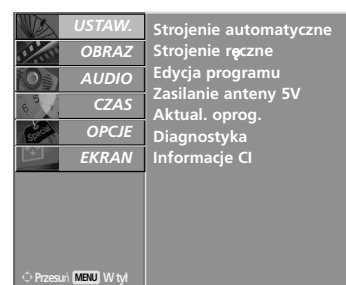 USTAW.
OBRAZ
AUDIO
CZAS
OPCJE
EKRAN
Strojenie automatyczne
Strojenie ręczne
Edycja programu
Zasilanie anteny 5V
Aktual. oprog.
Diagnostyka
Informacje CI
Przesuń MENU W tył